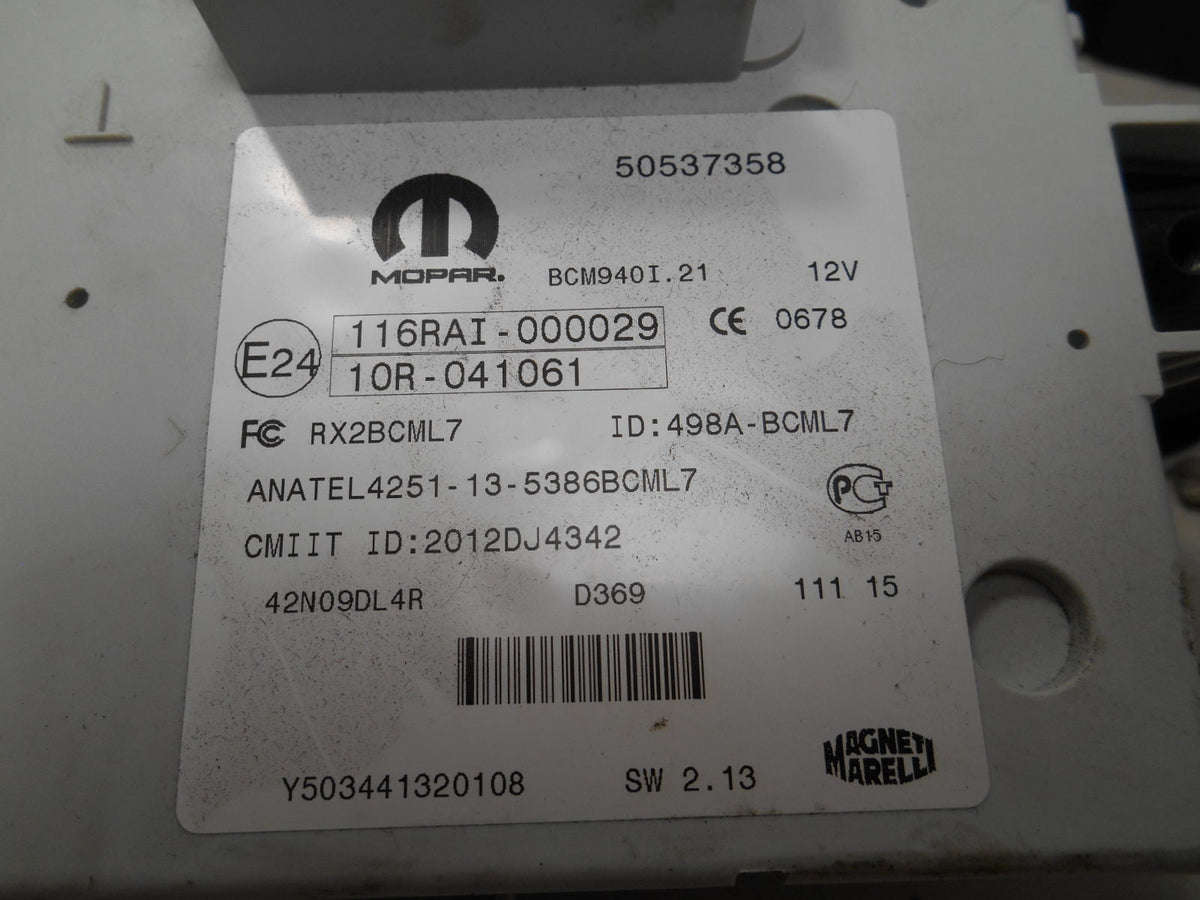 50537358
MOPAR.
BCM940I.21 12V
116RAI-000029 CE 0678
E24
10R-041061
FC RX2BCML7 ID:498A-BCML7
ANATEL4251-13-5386BCML7
PCT
CMIIT ID:2012DJ4342 AB15
42N09DL4R D369 111 15
MAGNETI
MARELLI
Y503441320108 SW 2.13